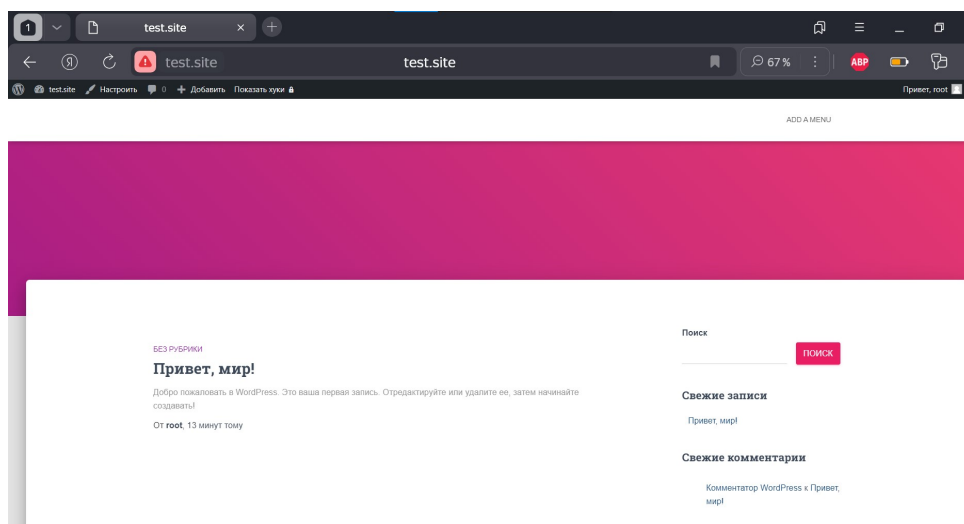 1
test.site
Я
test.site
test.site
67 %
ABP
test.site Настроить 0 Добавить Показать хуки
Привет, root
ADD A MENU
БЕЗ РУБРИКИ
Привет, мир!
Добро пожаловать в WordPress. Это ваша первая запись. Отредактируйте или удалите ее, затем начинайте
создавать!
От root, 13 минут тому
Поиск
ПОИСК
Свежие записи
Привет, мир!
Свежие комментарии
Комментатор WordPress к Привет,
мир!